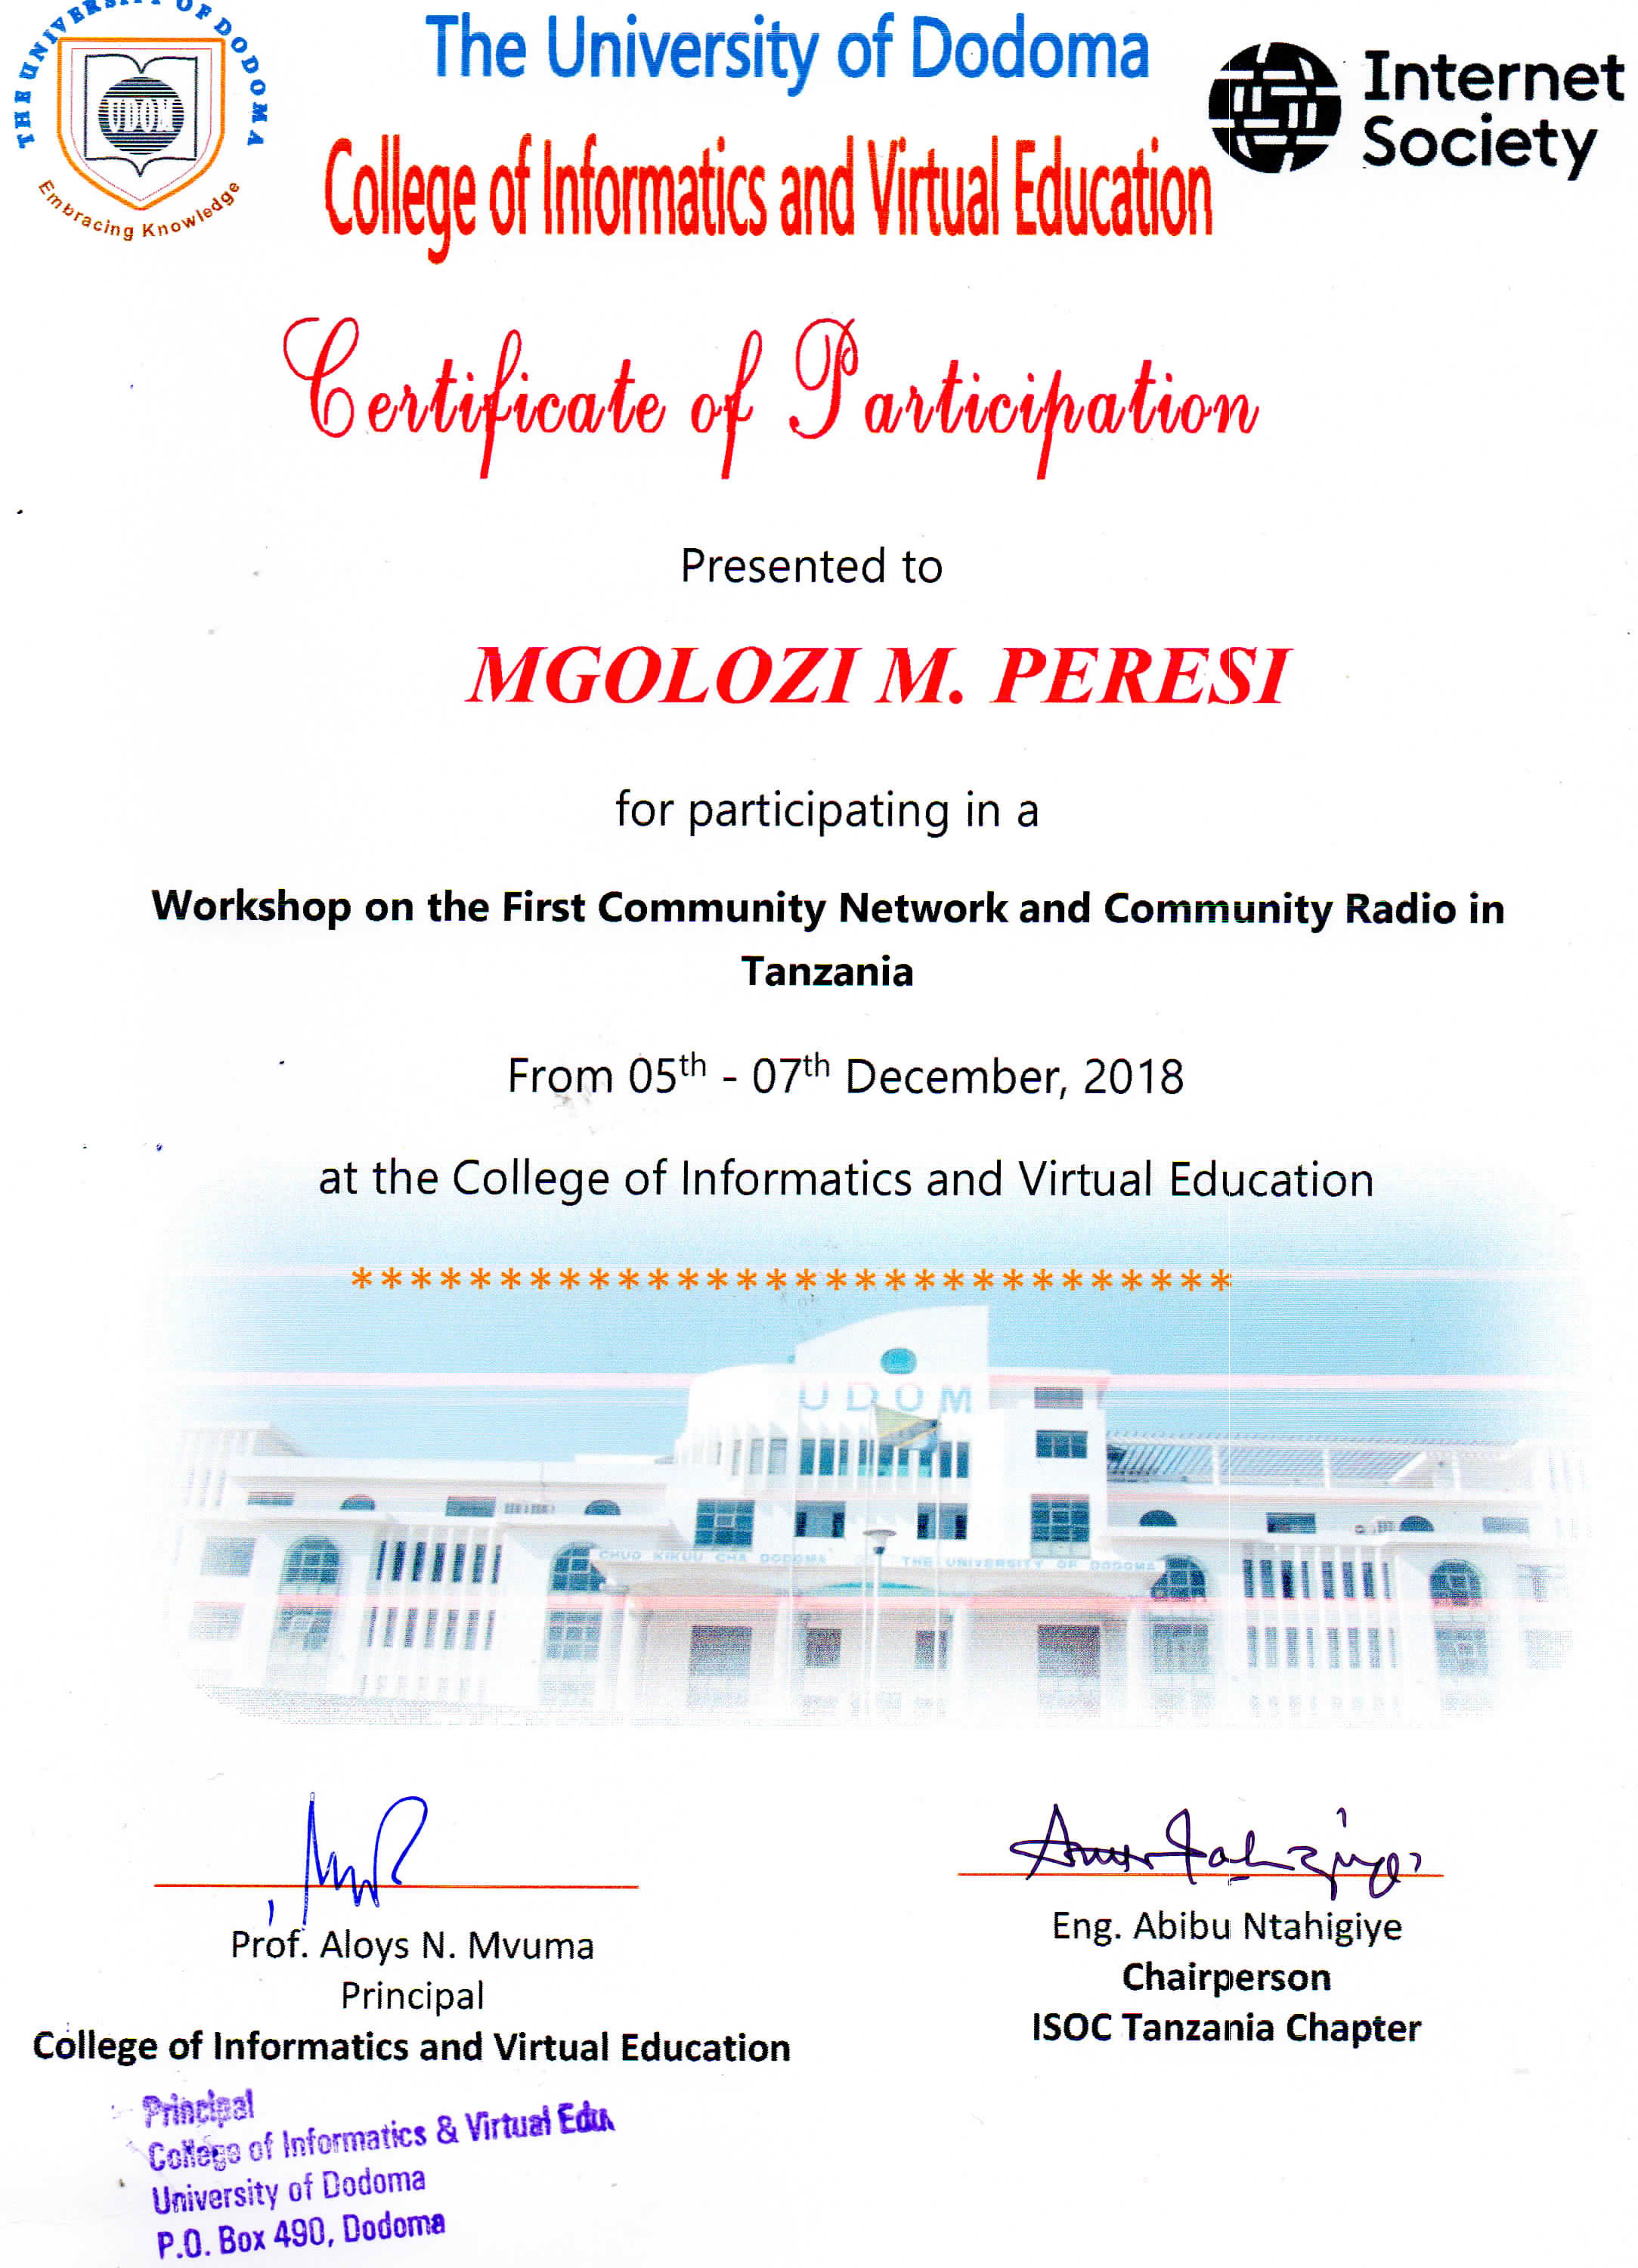 THE UNIVERSITY OF DODOMA
UDOM
Embracing Knowledge
The University of Dodoma
Internet
Society
College of Informatics and Virtual Education
Certificate of Participation
Presented to
MGOLOZI M. PERESI
for participating in a
Workshop on the First Community Network and Community Radio in
Tanzania
From 05th - 07th December, 2018
at the College of Informatics and Virtual Education
******************************
UDOM
CHUO KIKUU CHA DODOMA THE UNIVERSITY OF DODOMA
Prof. Aloys N. Mvuma
Principal
College of Informatics and Virtual Education
Eng. Abibu Ntahigiye
Chairperson
ISOC Tanzania Chapter
Principal
College of Informatics & Virtual Edu.
University of Dodoma
P.O. Box 490, Dodoma